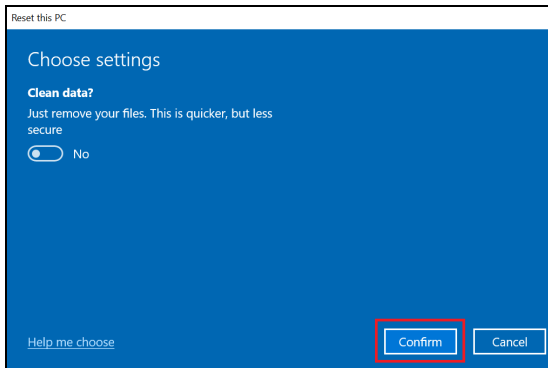 Reset this PC
Choose settings
Clean data?
Just remove your files. This is quicker, but less
secure
No
Help me choose
Confirm
Cancel